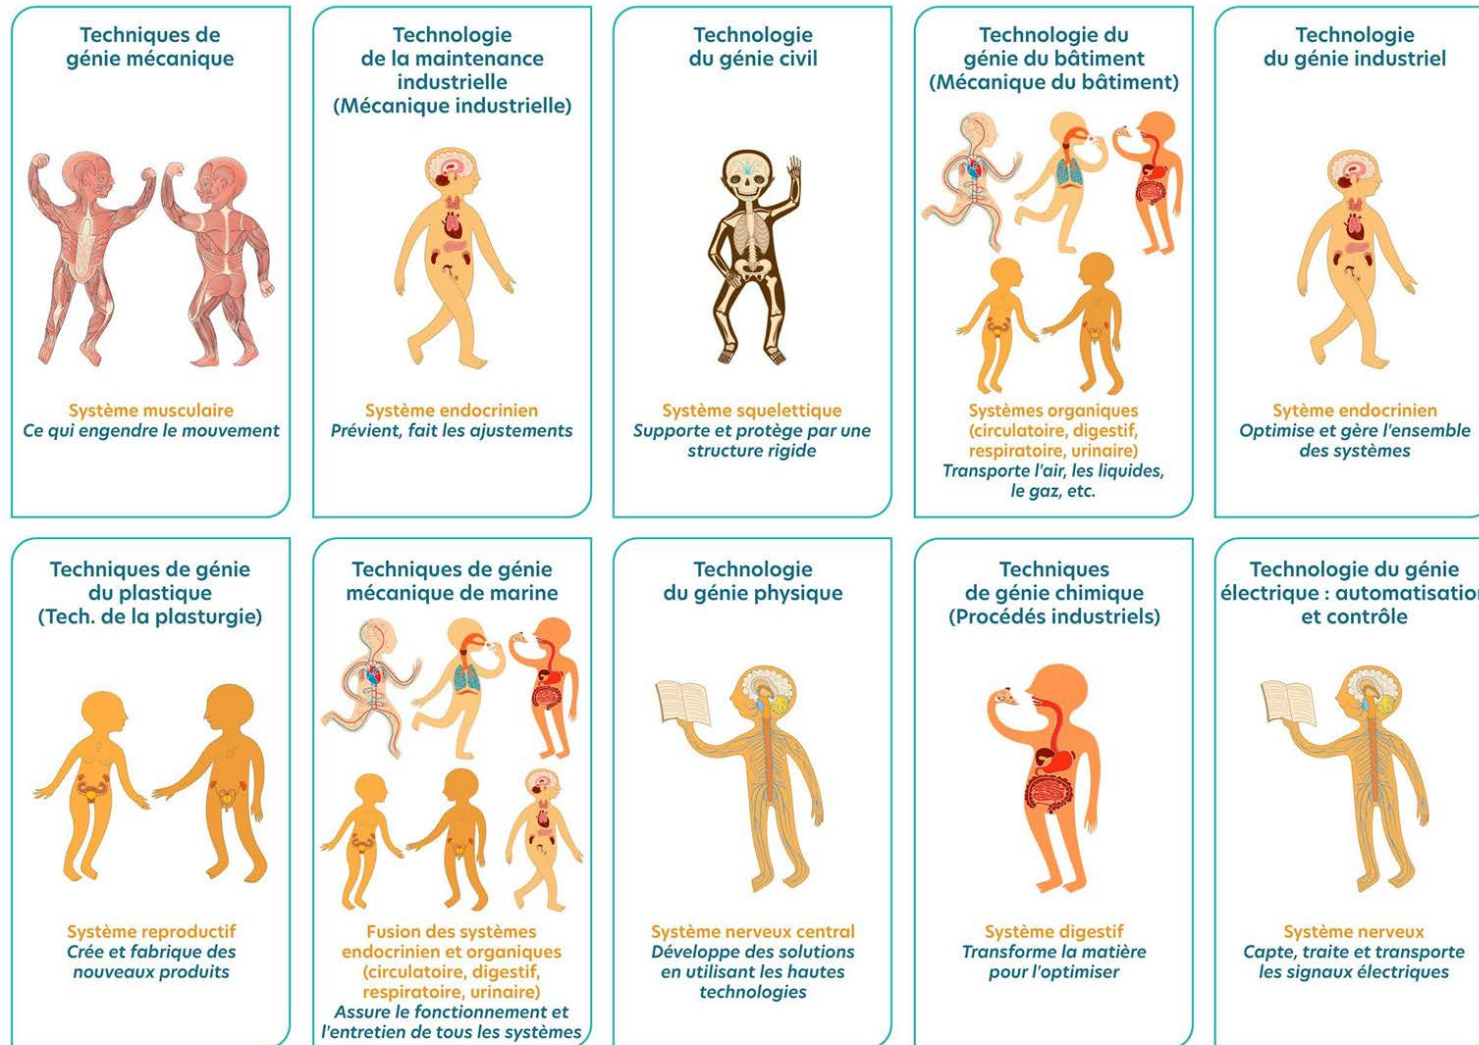 Techniques de
génie mécanique
Système musculaire
Ce qui engendre le mouvement
Technologie
de la maintenance
industrielle
(Mécanique industrielle)
Système endocrinien
Prévient, fait les ajustements
Technologie
du génie civil
Système squelettique
Supporte et protège par une
structure rigide
Technologie du
génie du bâtiment
(Mécanique du bâtiment)
Systèmes organiques
(circulatoire, digestif,
respiratoire, urinaire)
Transporte l'air, les liquides,
le gaz, etc.
Technologie
du génie industriel
Sytème endocrinien
Optimise et gère l'ensemble
des systèmes
Techniques de génie
du plastique
(Tech. de la plasturgie)
Système reproductif
Crée et fabrique des
nouveaux produits
Techniques de génie
mécanique de marine
Fusion des systèmes
endocrinien et organiques
(circulatoire, digestif,
respiratoire, urinaire)
Assure le fonctionnement et
l'entretien de tous les systèmes
Technologie
du génie physique
Système nerveux central
Développe des solutions
en utilisant les hautes
technologies
Techniques
de génie chimique
(Procédés industriels)
Système digestif
Transforme la matière
pour l'optimiser
Technologie du génie
électrique : automatisation
et contrôle
Système nerveux
Capte, traite et transporte
les signaux électriques